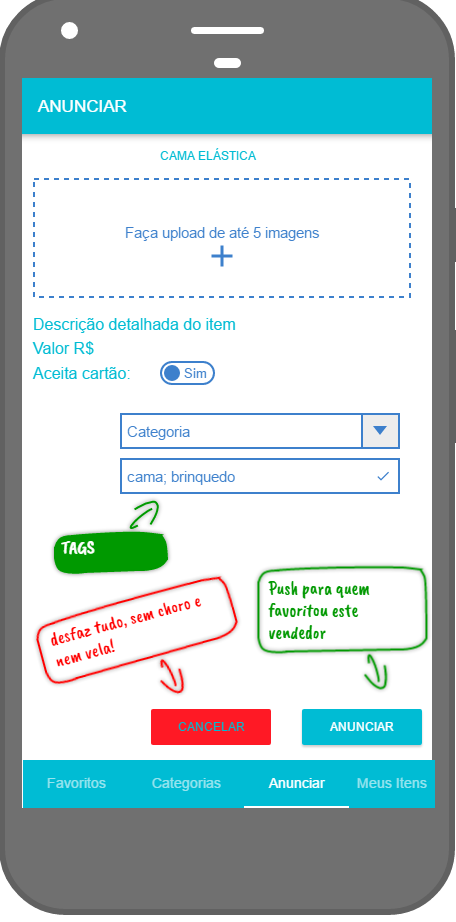 ANUNCIAR
CAMA ELÁSTICA
Faça upload de até 5 imagens
Descrição detalhada do item
Valor R$
Aceita cartão: Sim
Categoria
cama; brinquedo
TAGS
desfaz tudo, sem choro e
nem vela!
Push para quem
favoritou este
vendedor
CANCELAR ANUNCIAR
Favoritos Categorias Anunciar Meus Itens